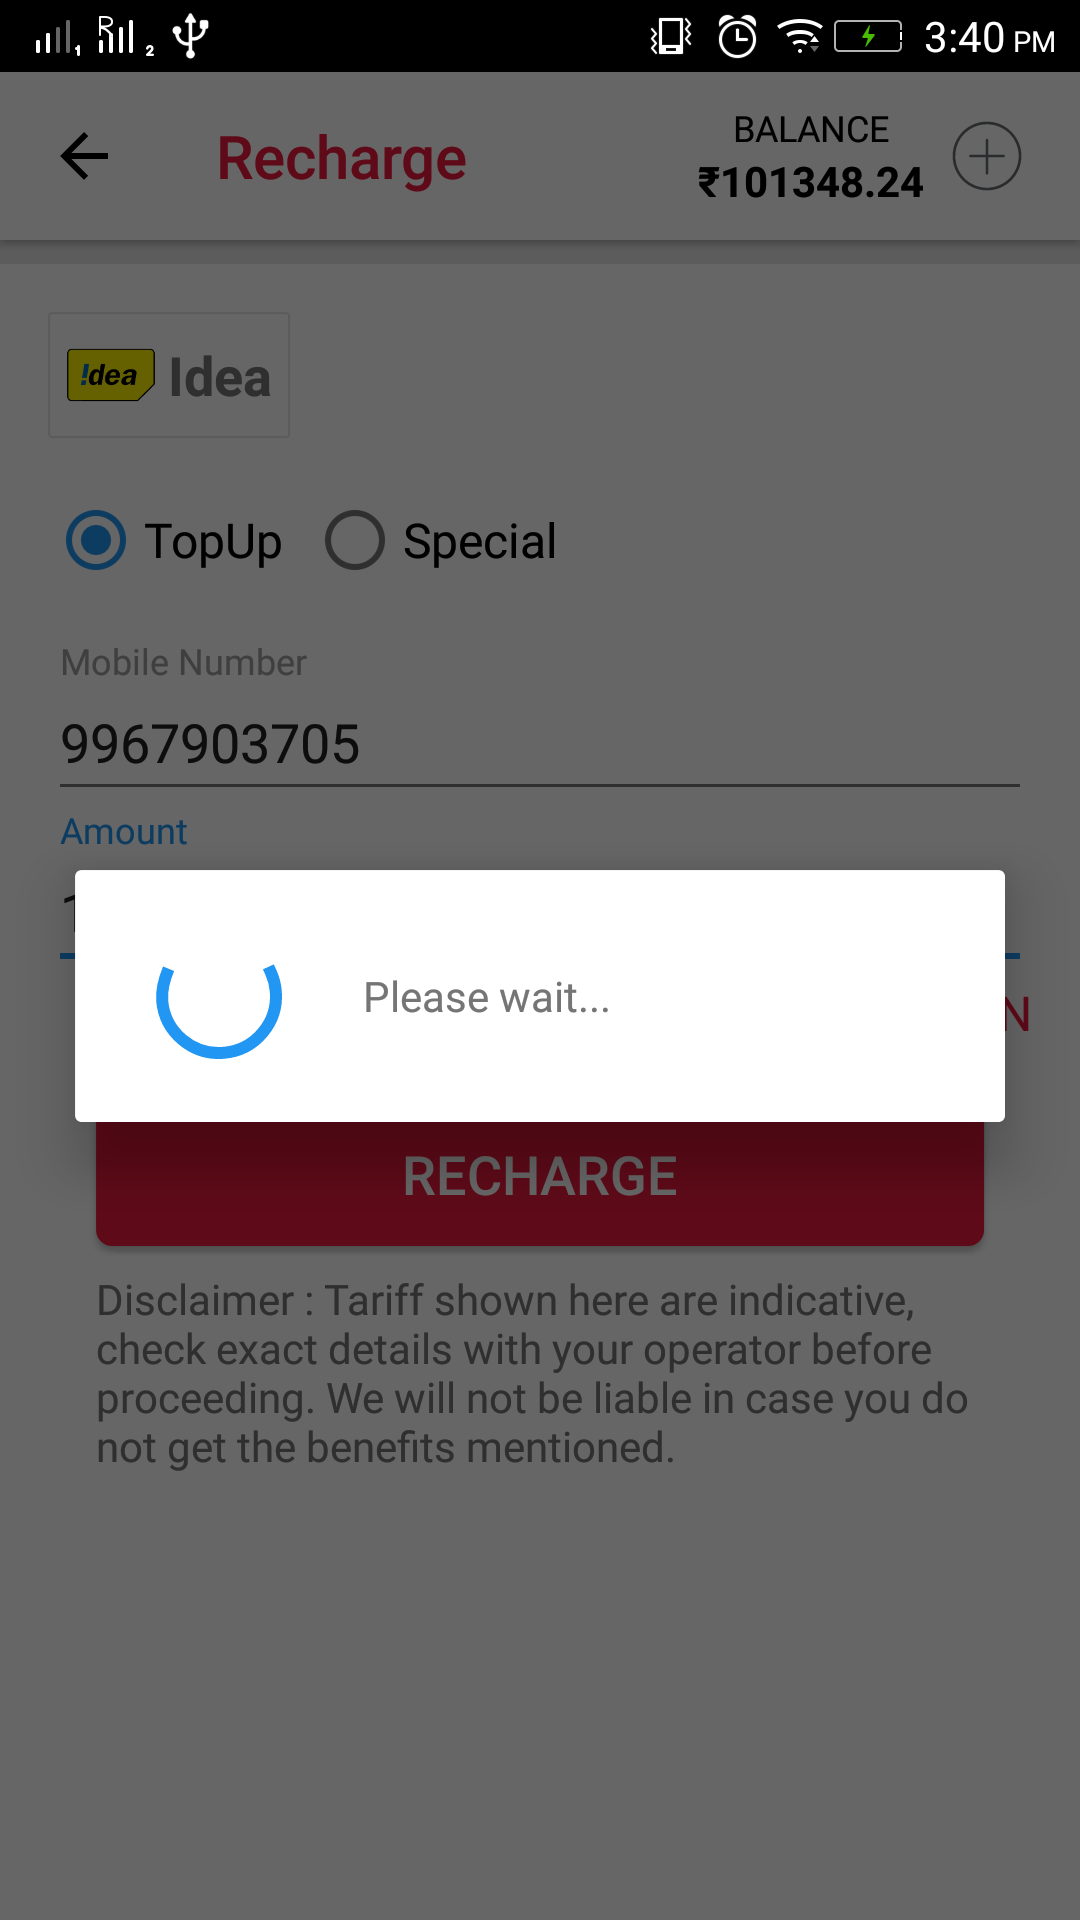 1 R 2 3:40 PM
Recharge
BALANCE
₹101348.24
!dea Idea
TopUp Special
Mobile Number
9967903705
Amount
1
Please wait...
N
RECHARGE
Disclaimer : Tariff shown here are indicative,
check exact details with your operator before
proceeding. We will not be liable in case you do
not get the benefits mentioned.